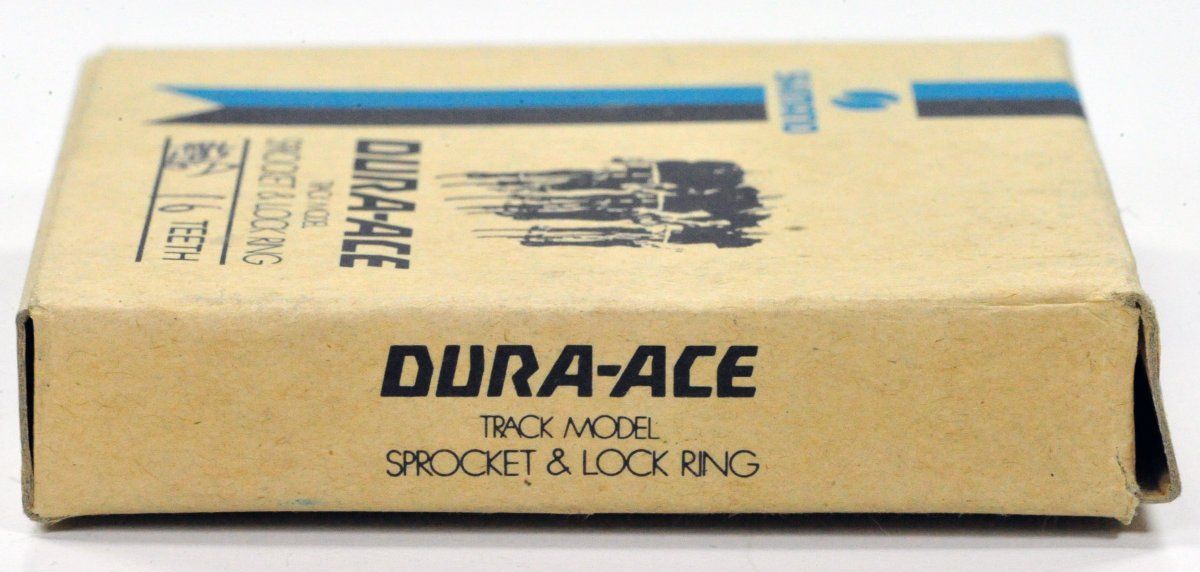 SHIMANO
DURA-ACE
TRACK MODEL
SPROCKET & LOCK RING
16 TEETH
DURA-ACE
TRACK MODEL
SPROCKET & LOCK RING